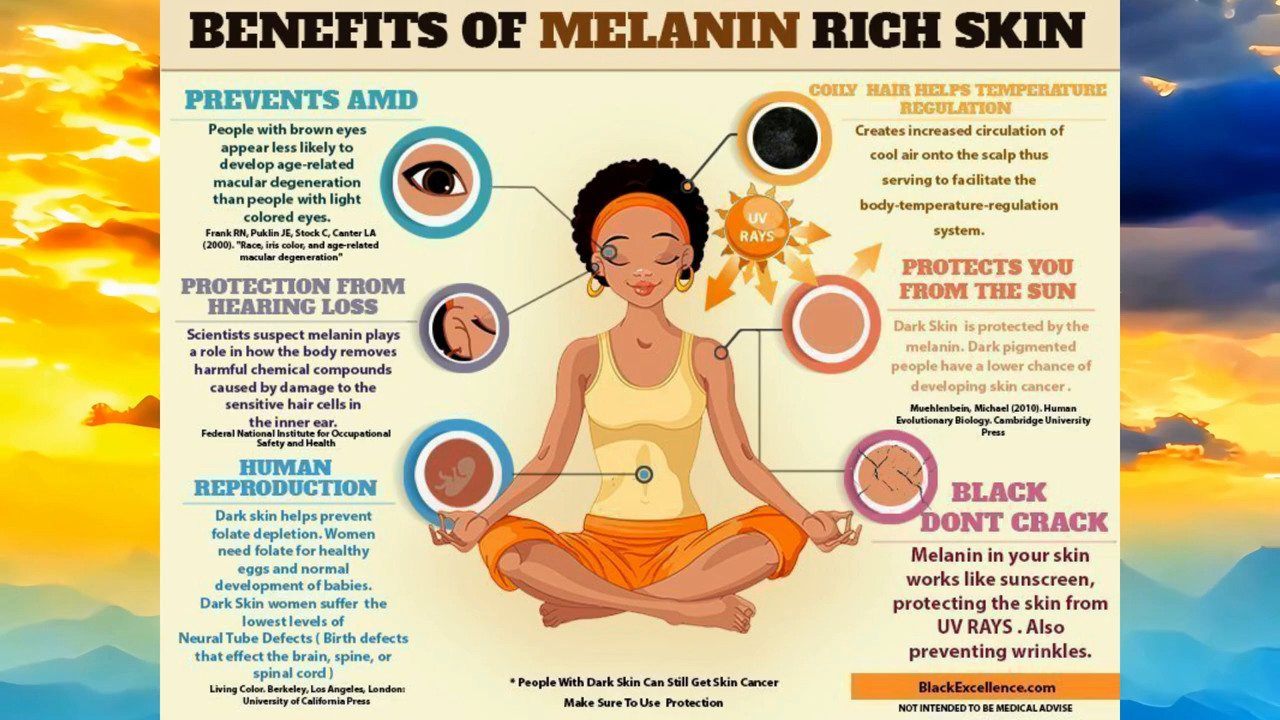 BENEFITS OF MELANIN RICH SKIN
PREVENTS AMD
People with brown eyes
appear less likely to
develop age-related
macular degeneration
than people with light
colored eyes.
Frank RN, Puklin JE, Stock C, Canter LA
(2000). "Race, iris color, and age-related
macular degeneration"
PROTECTION FROM
HEARING LOSS
Scientists suspect melanin plays
a role in how the body removes
harmful chemical compounds
caused by damage to the
sensitive hair cells in
the inner ear.
Federal National Institute for Occupational
Safety and Health
HUMAN
REPRODUCTION
Dark skin helps prevent
folate depletion. Women
need folate for healthy
eggs and normal
development of babies.
Dark Skin women suffer the
lowest levels of
Neural Tube Defects ( Birth defects
that effect the brain, spine, or
spinal cord )
Living Color. Berkeley, Los Angeles, London:
University of California Press
COILY HAIR HELPS TEMPERATURE
REGULATION
Creates increased circulation of
cool air onto the scalp thus
serving to facilitate the
body-temperature-regulation
system.
UV
RAYS
PROTECTS YOU
FROM THE SUN
Dark Skin is protected by the
melanin. Dark pigmented
people have a lower chance of
developing skin cancer .
Muehlenbein, Michael (2010). Human
Evolutionary Biology. Cambridge University
Press
BLACK
DONT CRACK
Melanin in your skin
works like sunscreen,
protecting the skin from
UV RAYS . Also
preventing wrinkles.
* People With Dark Skin Can Still Get Skin Cancer
Make Sure To Use Protection
BlackExcellence.com
NOT INTENDED TO BE MEDICAL ADVISE